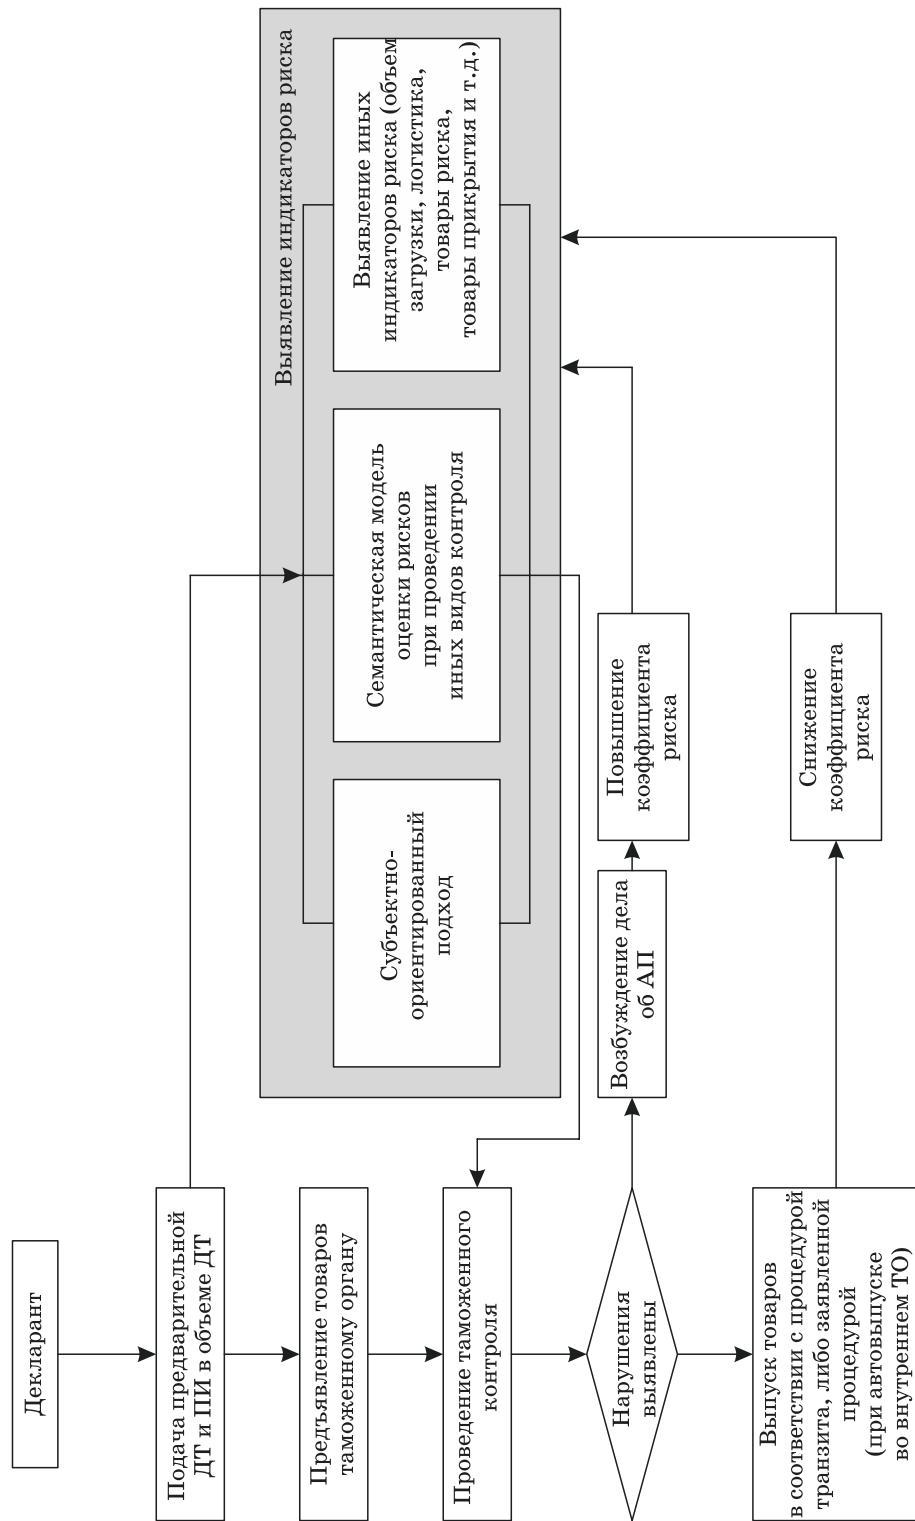 Декларант
Подача предварительной
ДТ и ПИ в объеме ДТ
Предъявление товаров
таможенному органу
Проведение таможенного
контроля
Нарушения
выявлены
Выпуск товаров
в соответствии с процедурой
транзита, либо заявленной
процедурой
(при автовыпуске
во внутреннем ТО)
Выявление индикаторов риска
Субъектно-
ориентированный
подход
Семантическая модель
оценки рисков
при проведении
иных видов контроля
Выявление иных
индикаторов риска (объем
загрузки, логистика,
товары риска,
товары прикрытия и т.д.)
Возбуждение дела
об АП
Повышение
коэффициента
риска
Снижение
коэффициента
риска